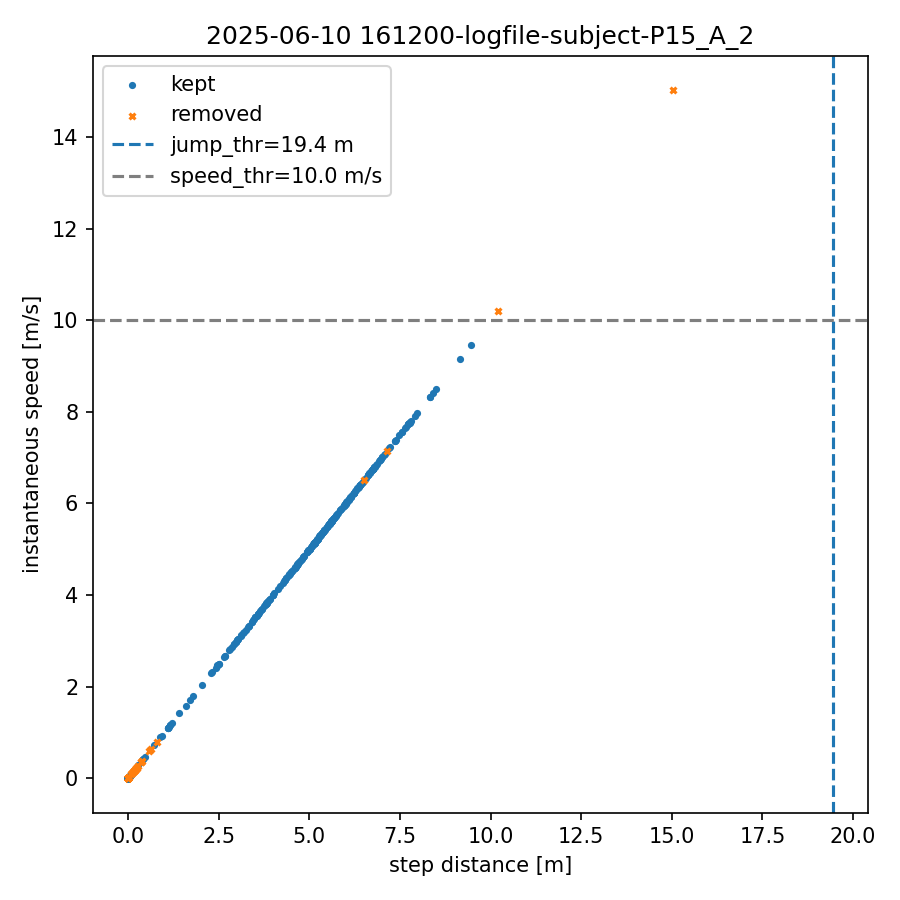 2025-06-10 161200-logfile-subject-P15_A_2
kept
removed
jump_thr=19.4 m
speed_thr=10.0 m/s
instantaneous speed [m/s]
14
12
10
8
6
4
2
0
0.0 2.5 5.0 7.5 10.0 12.5 15.0 17.5 20.0
step distance [m]